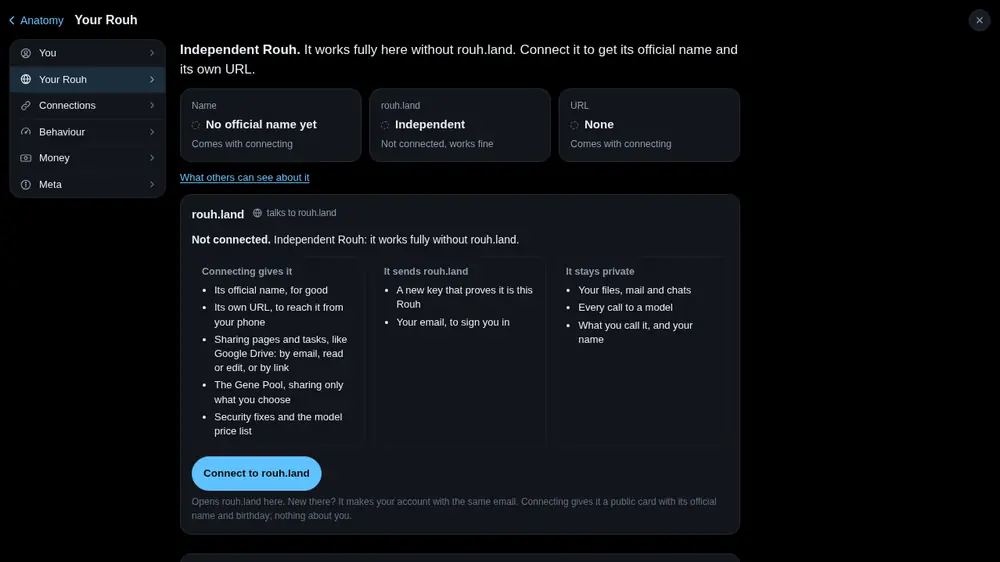 Anatomy
Your Rouh
You
Your Rouh
Connections
Behaviour
Money
Meta
Independent Rouh. It works fully here without rouh.land. Connect it to get its official name and
its own URL.
Name
No official name yet
Comes with connecting
rouh.land
Independent
Not connected, works fine
URL
None
Comes with connecting
What others can see about it
rouh.land
talks to rouh.land
Not connected. Independent Rouh: it works fully without rouh.land.
Connecting gives it
• Its official name, for good
• Its own URL, to reach it from
your phone
• Sharing pages and tasks, like
Google Drive: by email, read
or edit, or by link
• The Gene Pool, sharing only
what you choose
• Security fixes and the model
price list
It sends rouh.land
• A new key that proves it is this
Rouh
• Your email, to sign you in
It stays private
• Your files, mail and chats
• Every call to a model
• What you call it, and your
name
Connect to rouh.land
Opens rouh.land here. New there? It makes your account with the same email. Connecting gives it a public card with its official
name and birthday; nothing about you.